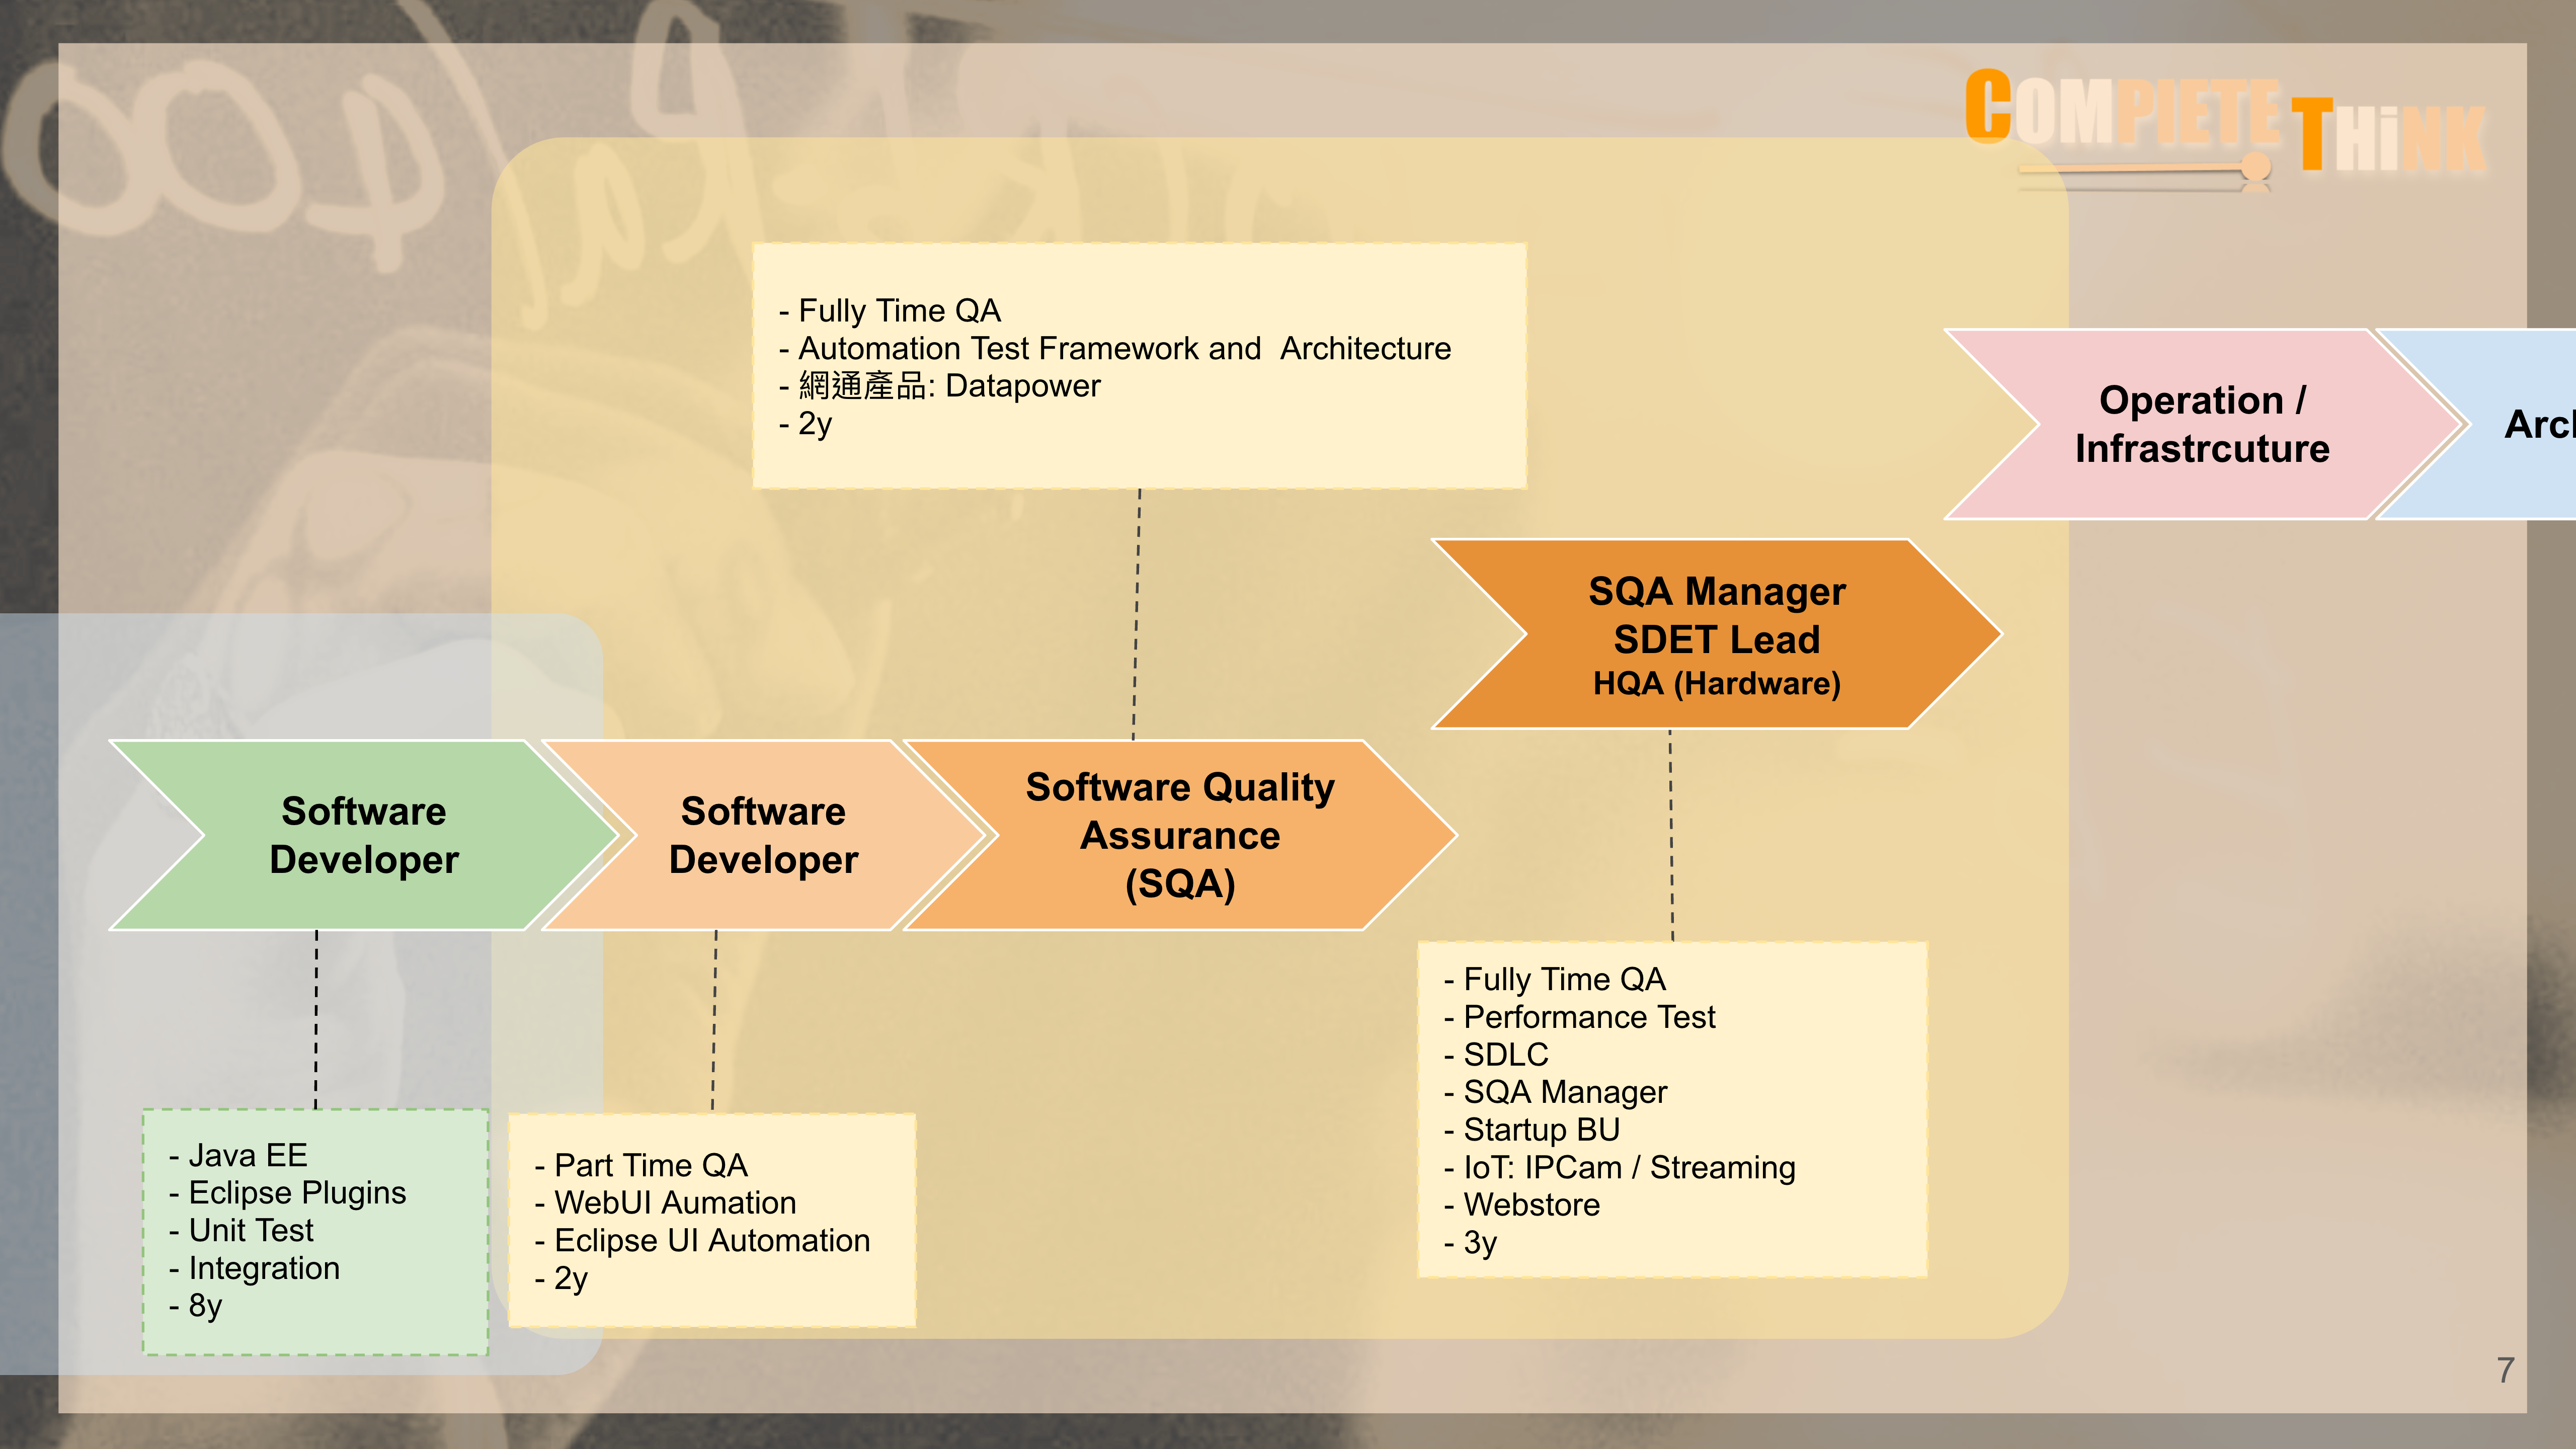 COMPlETE THiNK
- Fully Time QA
- Automation Test Framework and  Architecture
- 網通產品: Datapower
- 2y
Operation /
Infrastrcuture
SQA Manager
SDET Lead
HQA (Hardware)
Software
Developer
Software
Developer
Software Quality
Assurance
(SQA)
- Java EE
- Eclipse Plugins
- Unit Test
- Integration
- 8y
- Part Time QA
- WebUI Aumation
- Eclipse UI Automation
- 2y
- Fully Time QA
- Performance Test
- SDLC
- SQA Manager
- Startup BU
- IoT: IPCam / Streaming
- Webstore
- 3y
7